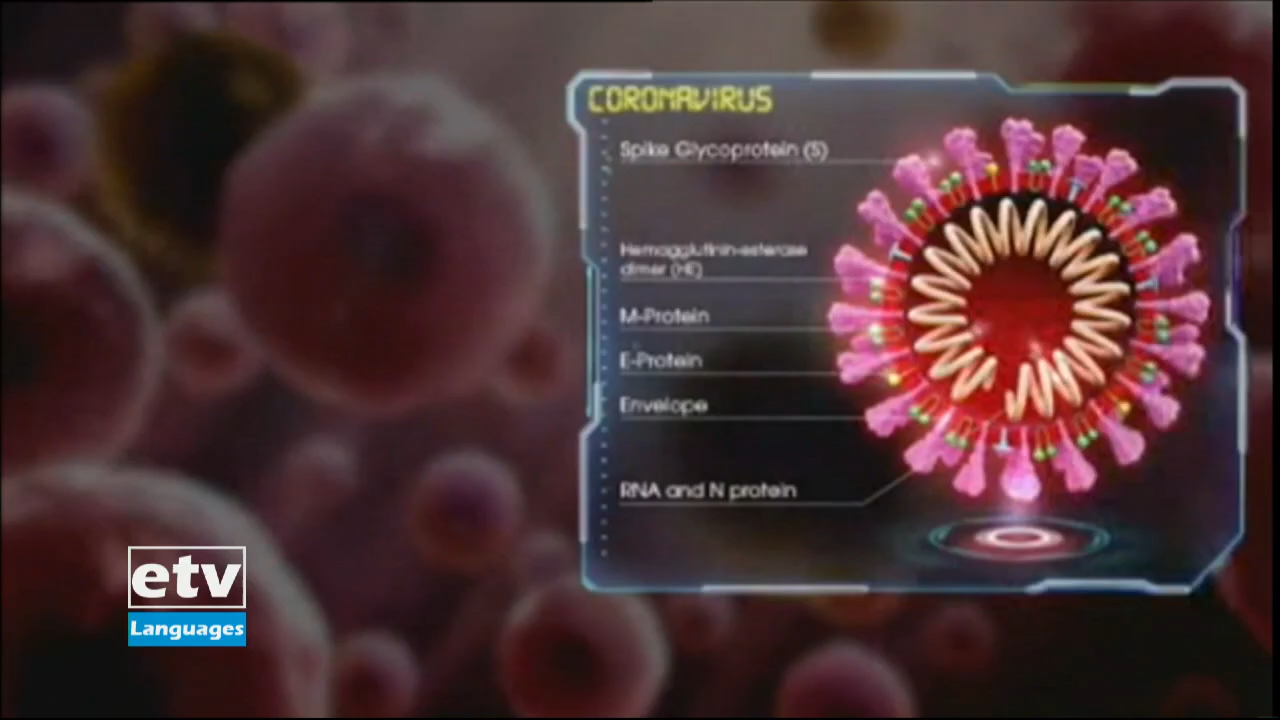 CORONAVIRUS
Spike Glycoprotein (S)
Hemagglutinin-esterase
dimer (HE)
M-Protein
E-Protein
Envelope
RNA and N protein
etv
Languages